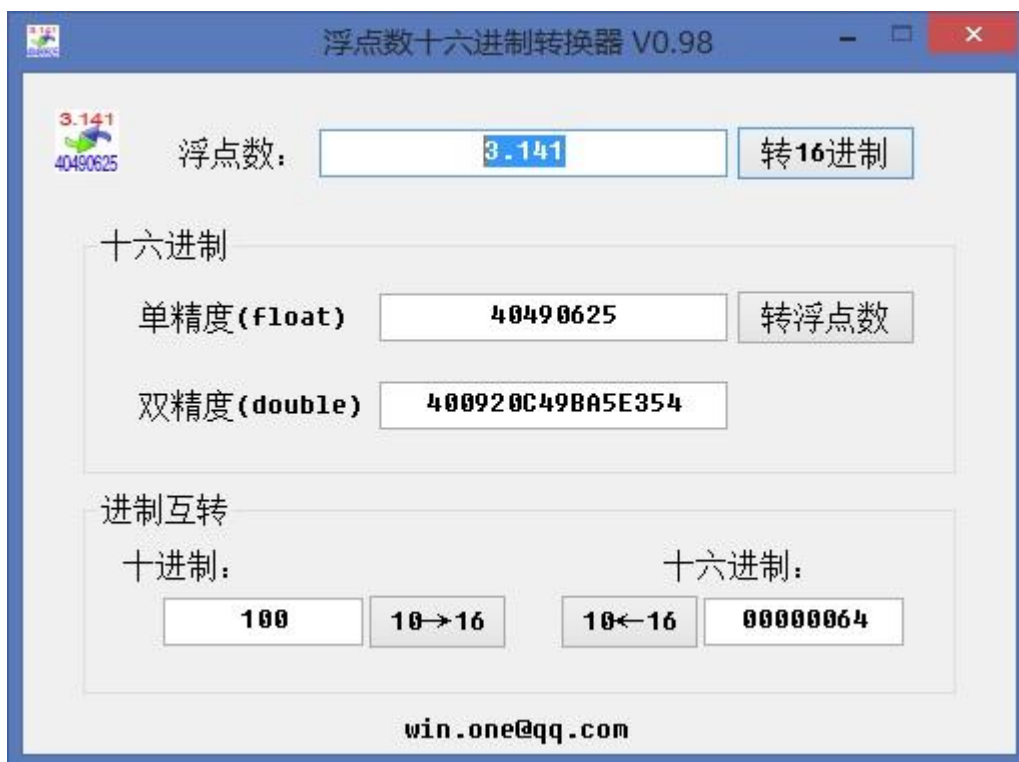 浮点数十六进制转换器 V0.98
3.141
40490625
浮点数： 3.141 转16进制
十六进制
单精度(float) 40490625 转浮点数
双精度(double) 400920C49BA5E354
进制互转
十进制： 十六进制：
100 10→16 10←16 00000064
win.one@qq.com